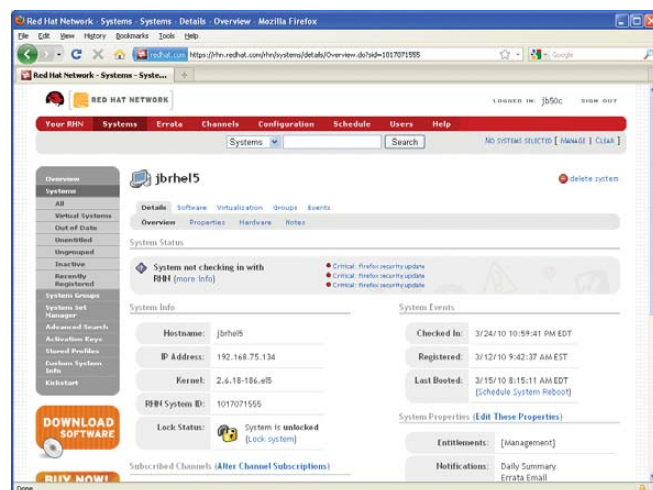 Red Hat Network - Systems - Systems - Details - Overview - Mozilla Firefox
File Edit View History Bookmarks Tools Help
redhat.com https://rhn.redhat.com/rhn/systems/details/Overview.do?sid=1017071555
Google
Red Hat Network - Systems - Syste...
RED HAT NETWORK
LOGGED IN: jb50c SIGN OUT
Your RHN Systems Errata Channels Configuration Schedule Users Help
Systems Search
NO SYSTEMS SELECTED [ MANAGE | CLEAR ]
Overview
Systems
All
Virtual Systems
Out of Date
Unentitled
Ungrouped
Inactive
Recently Registered
System Groups
System Set Manager
Advanced Search
Activation Keys
Stored Profiles
Custom System Info
Kickstart
DOWNLOAD SOFTWARE
BUY NOW!
jbrhel5
delete system
Details Software Virtualization Groups Events
Overview Properties Hardware Notes
System Status
System not checking in with RHN (more info)
Critical: firefox security update
Critical: firefox security update
Critical: firefox security update
System Info
Hostname: jbrhel5
IP Address: 192.168.75.134
Kernel: 2.6.18-186.el5
RHN System ID: 1017071555
Lock Status: System is unlocked
(Lock system)
Subscribed Channels (Alter Channel Subscriptions)
System Events
Checked In: 3/24/10 10:59:41 PM EDT
Registered: 3/12/10 9:42:37 AM EST
Last Booted: 3/15/10 8:15:11 AM EDT
(Schedule System Reboot)
System Properties (Edit These Properties)
Entitlements: [Management]
Notifications: Daily Summary
Errata Email
Done